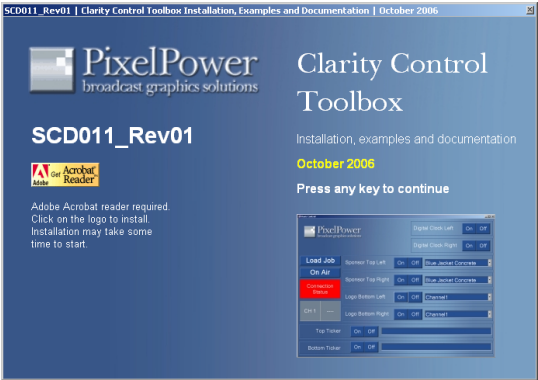 SCD011_Rev01 | Clarity Control Toolbox Installation, Examples and Documentation | October 2006
PixelPower
broadcast graphics solutions
SCD011_Rev01
Adobe
Get Acrobat
Reader
Adobe Acrobat reader required.
Click on the logo to install.
Installation may take some
time to start.
Clarity Control
Toolbox
Installation, examples and documentation
October 2006
Press any key to continue
PixelPower
broadcast graphics solutions
Digital Clock Left On Off
Digital Clock Right On Off
Load Job
On Air
Connection
Status
CH 1
Sponsor Top Left On Off Blue Jacket Concrete
Sponsor Top Right On Off Blue Jacket Concrete
Logo Bottom Left On Off Channel1
Logo Bottom Right On Off Channel1
Top Ticker On Off
Bottom Ticker On Off